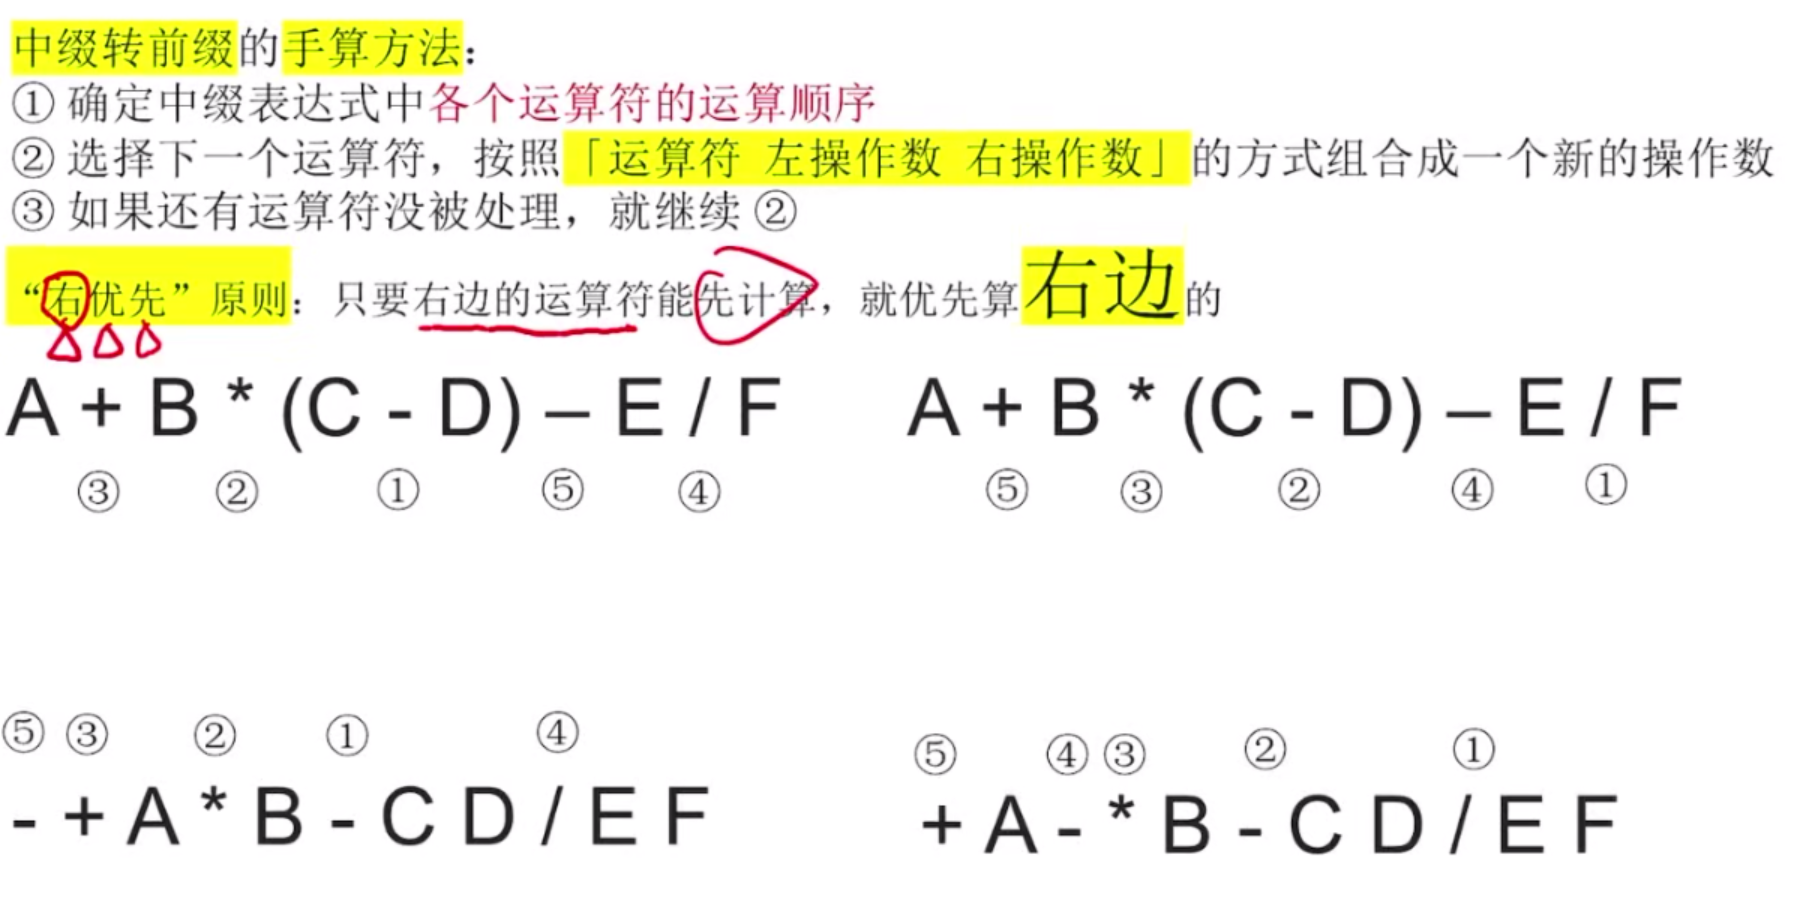 中缀转前缀的手算方法：
① 确定中缀表达式中各个运算符的运算顺序
② 选择下一个运算符，按照「运算符 左操作数 右操作数」的方式组合成一个新的操作数
③ 如果还有运算符没被处理，就继续 ②
“右优先”原则：只要右边的运算符能先计算，就优先算右边的
A + B * (C - D) – E / F
③ ② ① ⑤ ④
A + B * (C - D) – E / F
⑤ ③ ② ④ ①
⑤ ③ ② ① ④
- + A * B - C D / E F
⑤ ④ ③ ② ①
+ A - * B - C D / E F